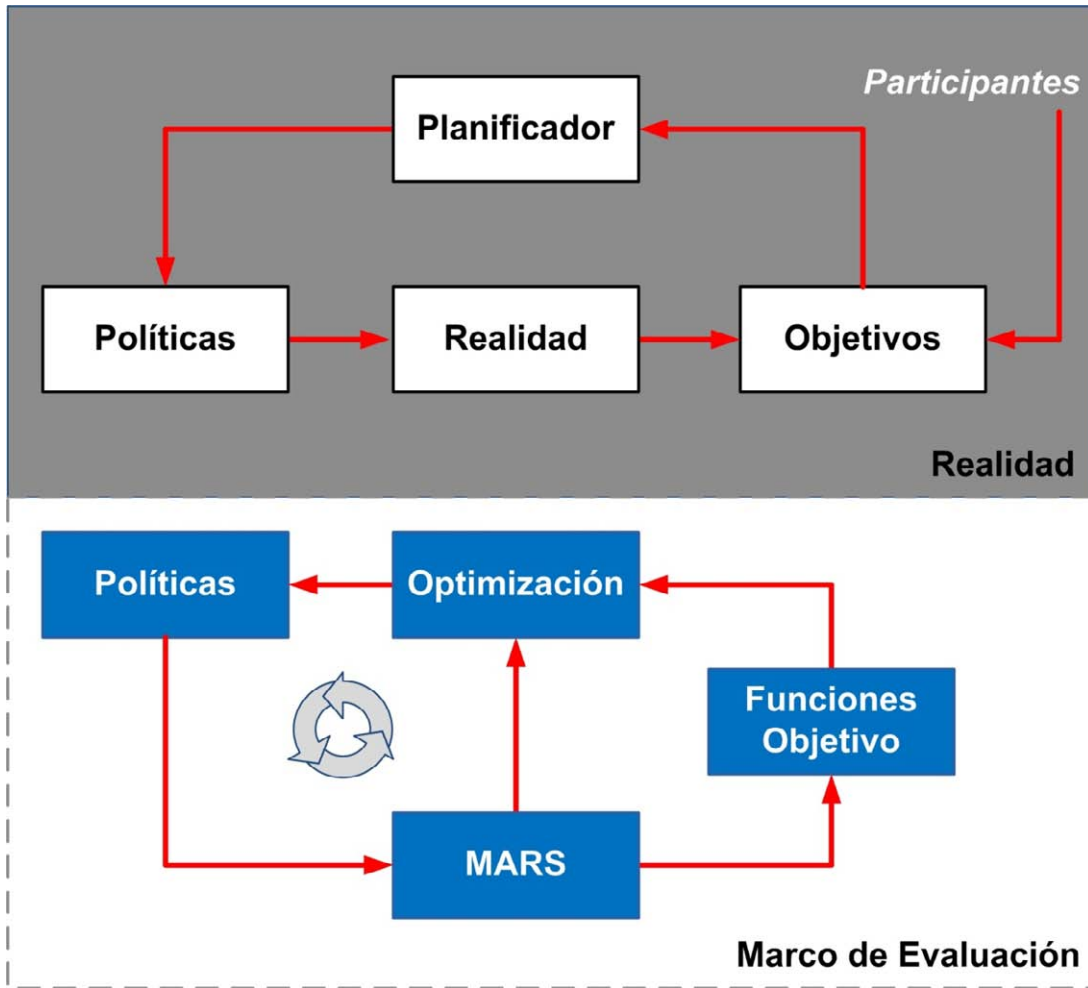 Participantes
Planificador
Políticas
Realidad
Objetivos
Realidad
Políticas
Optimización
Funciones
Objetivo
MARS
Marco de Evaluación